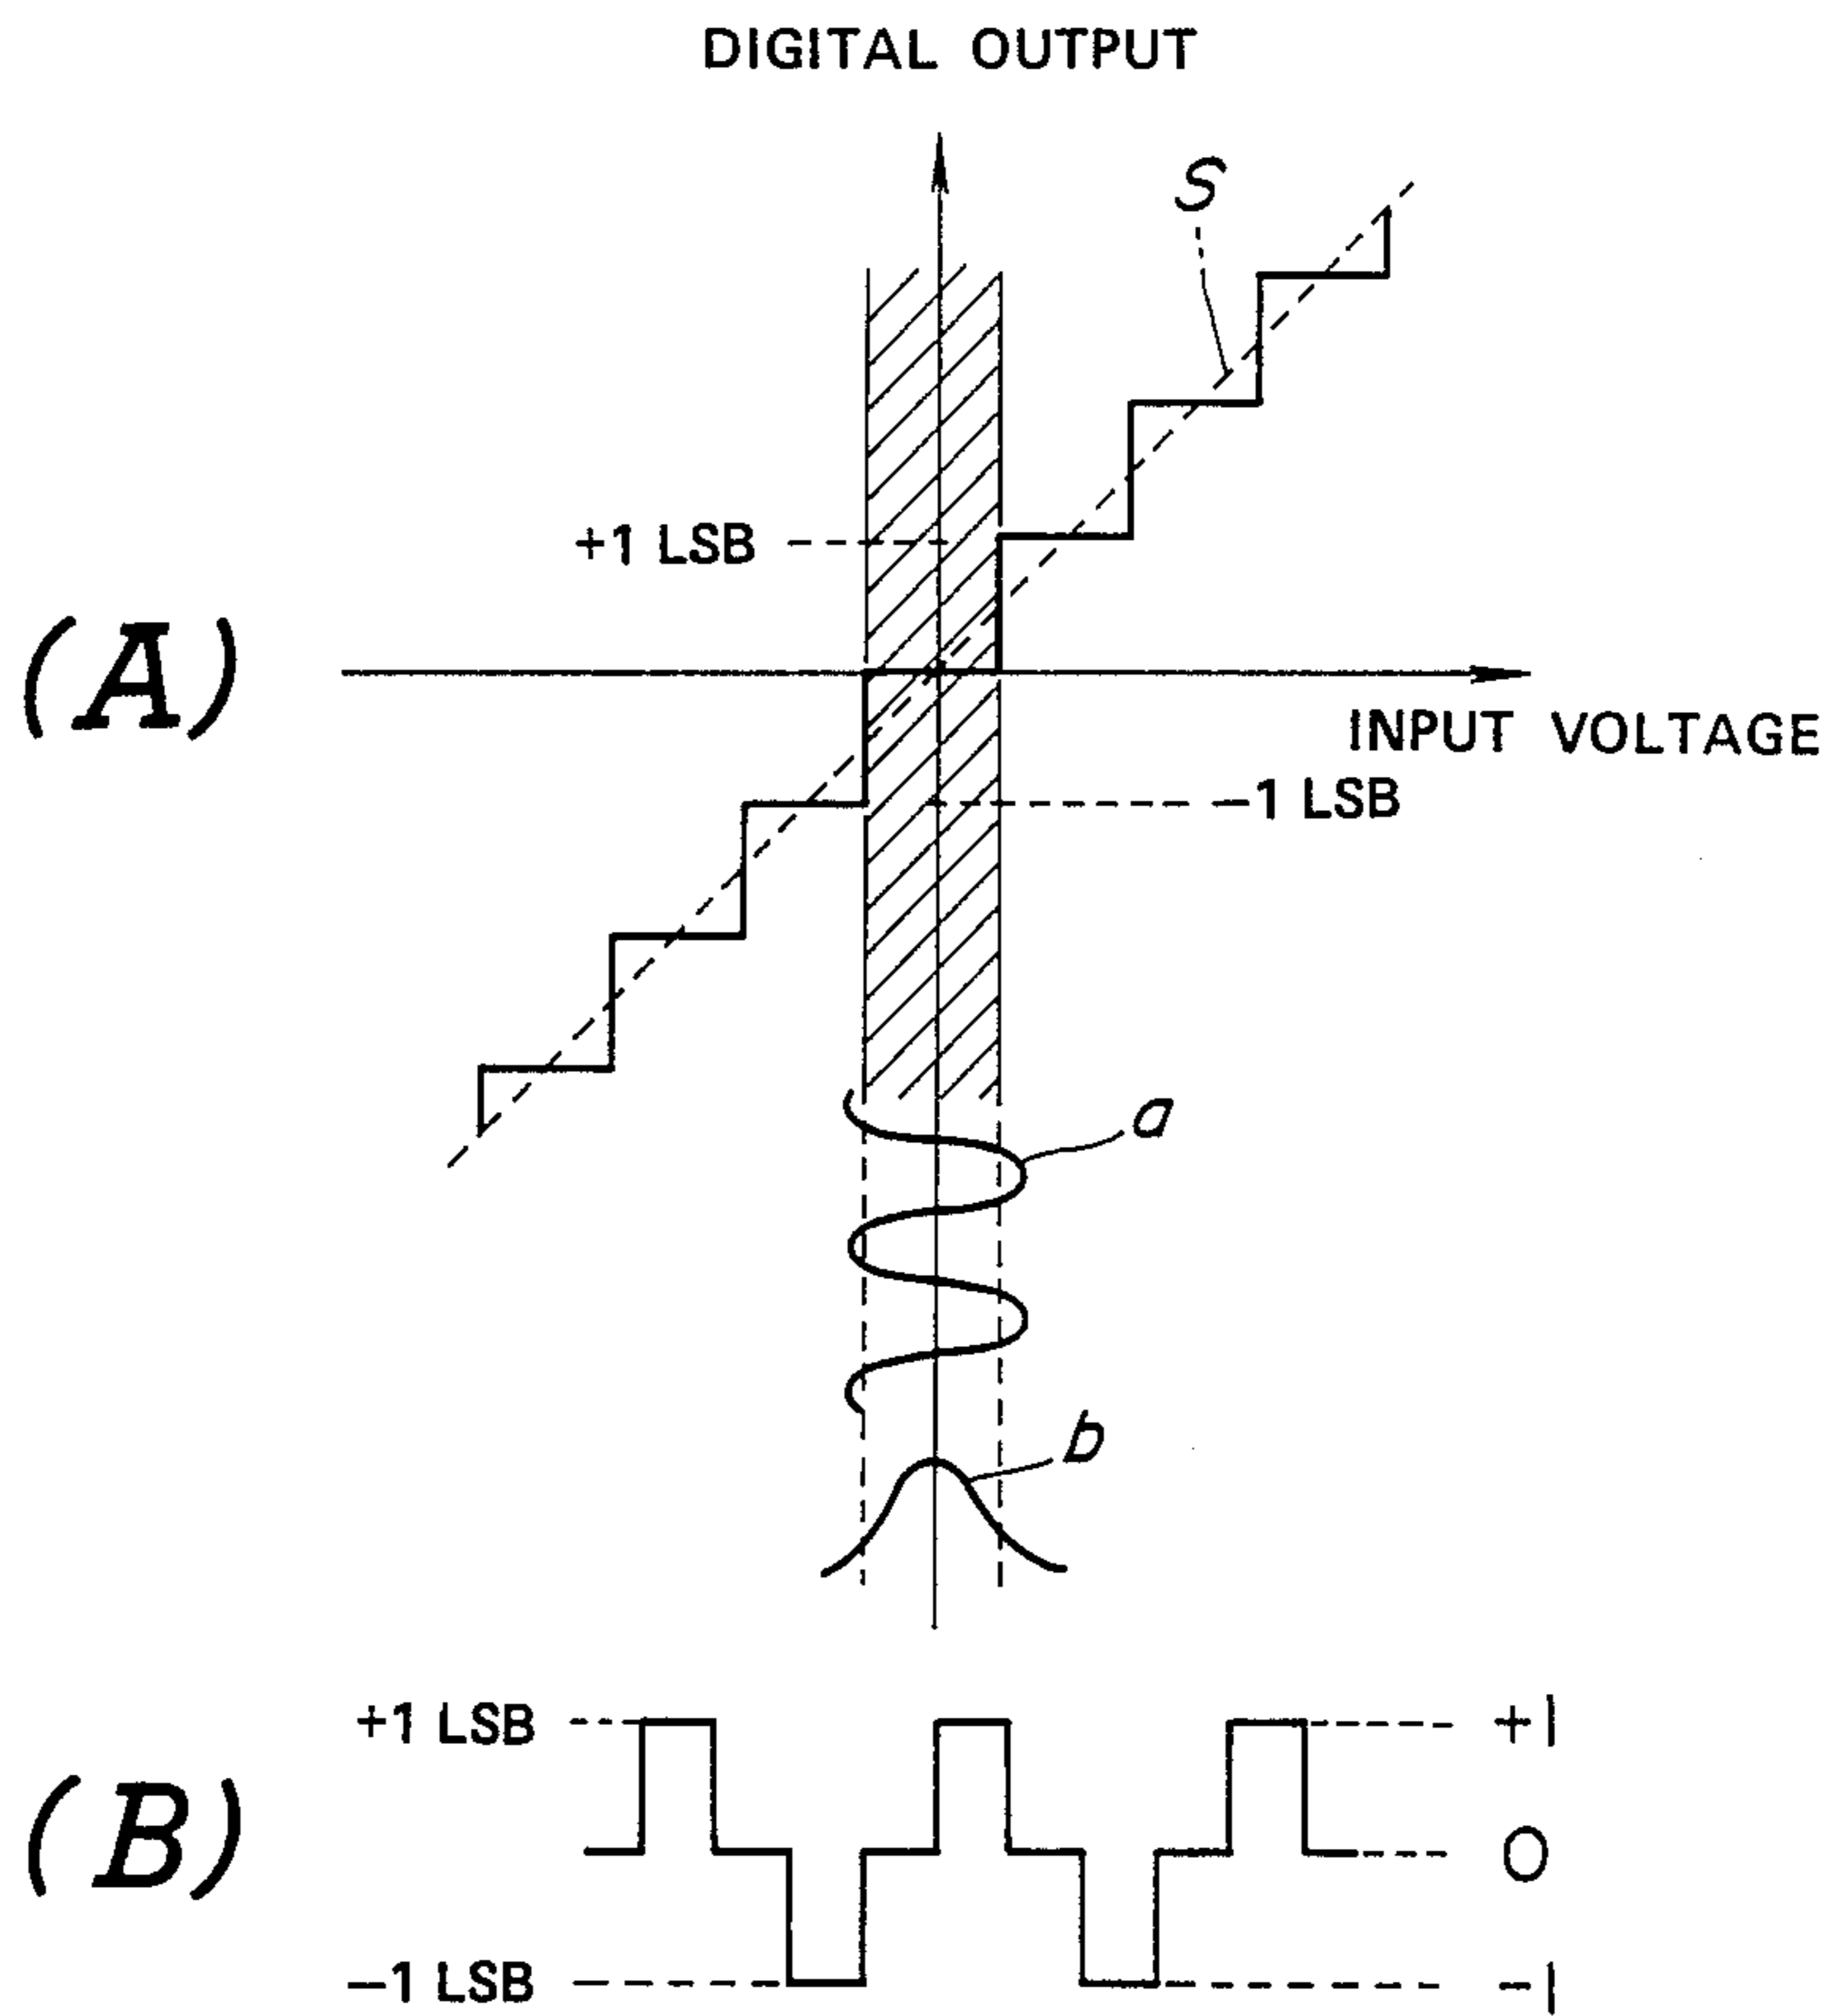 DIGITAL OUTPUT
S
+1 LSB
(A)
INPUT VOLTAGE
−1 LSB
a
b
+1 LSB
+1
(B)
0
−1 LSB
−1